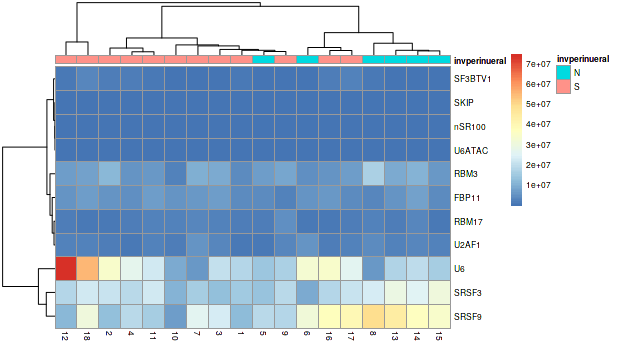 invperinueral
SF3BTV1
SKIP
nSR100
U6ATAC
RBM3
FBP11
RBM17
U2AF1
U6
SRSF3
SRSF9
12 18 2 4 11 10 7 3 1 5 9 6 16 17 8 13 14 15
7e+07
6e+07
5e+07
4e+07
3e+07
2e+07
1e+07
invperinueral
N
S